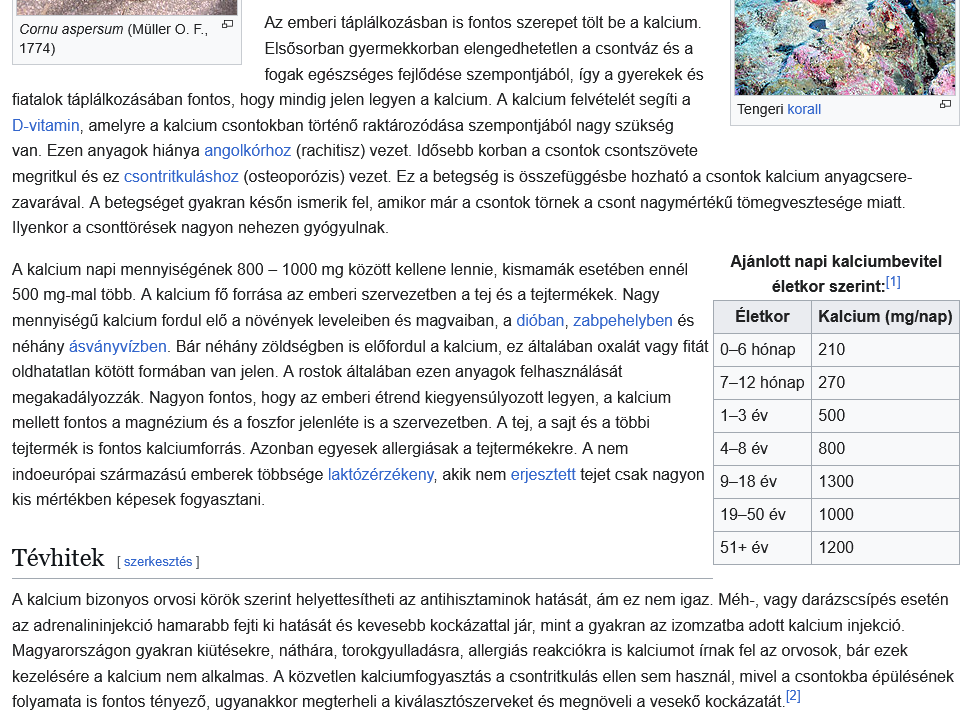 Cornu aspersum (Müller O. F.,
1774)
Az emberi táplálkozásban is fontos szerepet tölt be a kalcium.
Elsősorban gyermekkorban elengedhetetlen a csontváz és a
fogak egészséges fejlődése szempontjából, így a gyerekek és
fiatalok táplálkozásában fontos, hogy mindig jelen legyen a kalcium. A kalcium felvételét segíti a
D-vitamin, amelyre a kalcium csontokban történő raktározódása szempontjából nagy szükség
van. Ezen anyagok hiánya angolkórhoz (rachitisz) vezet. Idősebb korban a csontok csontszövete
megritkul és ez csontritkuláshoz (osteoporózis) vezet. Ez a betegség is összefüggésbe hozható a csontok kalcium anyagcsere-
zavarával. A betegséget gyakran későn ismerik fel, amikor már a csontok törnek a csont nagymértékű tömegvesztesége miatt.
Ilyenkor a csonttörések nagyon nehezen gyógyulnak.
Tengeri korall
A kalcium napi mennyiségének 800 – 1000 mg között kellene lennie, kismamák esetében ennél
500 mg-mal több. A kalcium fő forrása az emberi szervezetben a tej és a tejtermékek. Nagy
mennyiségű kalcium fordul elő a növények leveleiben és magvaiban, a dióban, zabpehelyben és
néhány ásványvízben. Bár néhány zöldségben is előfordul a kalcium, ez általában oxalát vagy fitát
oldhatatlan kötött formában van jelen. A rostok általában ezen anyagok felhasználását
megakadályozzák. Nagyon fontos, hogy az emberi étrend kiegyensúlyozott legyen, a kalcium
mellett fontos a magnézium és a foszfor jelenléte is a szervezetben. A tej, a sajt és a többi
tejtermék is fontos kalciumforrás. Azonban egyesek allergiásak a tejtermékekre. A nem
indoeurópai származású emberek többsége laktózérzékeny, akik nem erjesztett tejet csak nagyon
kis mértékben képesek fogyasztani.
Ajánlott napi kalciumbevitel
életkor szerint:[1]
Életkor Kalcium (mg/nap)
0–6 hónap 210
7–12 hónap 270
1–3 év 500
4–8 év 800
9–18 év 1300
19–50 év 1000
51+ év 1200
Tévhitek [ szerkesztés ]
A kalcium bizonyos orvosi körök szerint helyettesítheti az antihisztaminok hatását, ám ez nem igaz. Méh-, vagy darázscsípés esetén
az adrenalininjekció hamarabb fejti ki hatását és kevesebb kockázattal jár, mint a gyakran az izomzatba adott kalcium injekció.
Magyarországon gyakran kiütésekre, náthára, torokgyulladásra, allergiás reakciókra is kalciumot írnak fel az orvosok, bár ezek
kezelésére a kalcium nem alkalmas. A közvetlen kalciumfogyasztás a csontritkulás ellen sem használ, mivel a csontokba épülésének
folyamata is fontos tényező, ugyanakkor megterheli a kiválasztószerveket és megnöveli a vesekő kockázatát.[2]